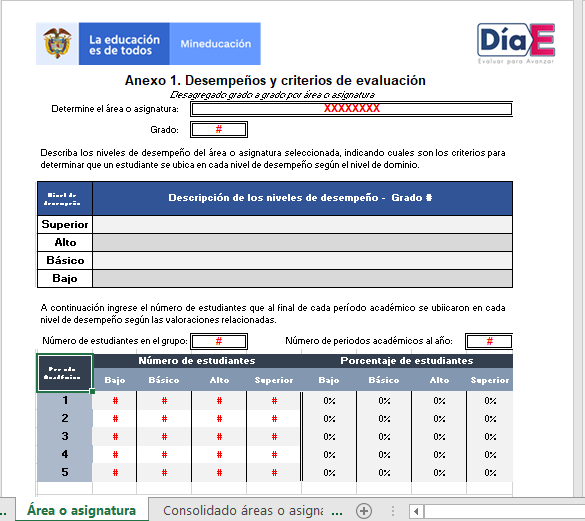 La educación
es de todos
Mineducación
DíaE
Evaluar para Avanzar
Anexo 1. Desempeños y criterios de evaluación
Desagregado grado a grado por área o asignatura
Determine el área o asignatura: XXXXXXXX
Grado: #
Describa los niveles de desempeño del área o asignatura seleccionada, indicando cuales son los criterios para
determinar que un estudiante se ubica en cada nivel de desempeño según el nivel de dominio.
Nivel de desempeño Descripción de los niveles de desempeño - Grado #
Superior
Alto
Básico
Bajo
A continuación ingrese el número de estudiantes que al final de cada período académico se ubiicaron en cada
nivel de desempeño según las valoraciones relacionadas.
Número de estudiantes en el grupo: # Número de periodos académicos al año: #
Periodo Académico Número de estudiantes Porcentaje de estudiantes
Bajo Básico Alto Superior Bajo Básico Alto Superior
1 # # # # 0% 0% 0% 0%
2 # # # # 0% 0% 0% 0%
3 # # # # 0% 0% 0% 0%
4 # # # # 0% 0% 0% 0%
5 # # # # 0% 0% 0% 0%
... Área o asignatura Consolidado áreas o asigna ...